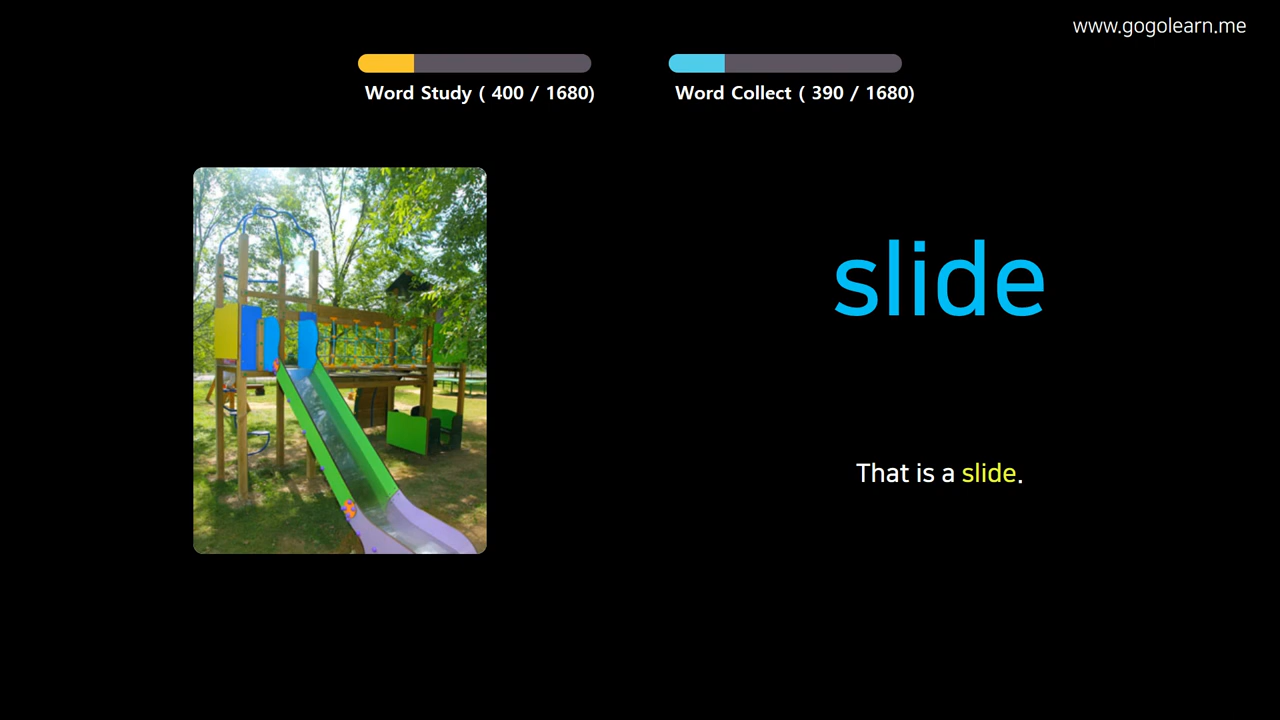 www.gogolearn.me
Word Study ( 400 / 1680)
Word Collect ( 390 / 1680)
slide
That is a slide.